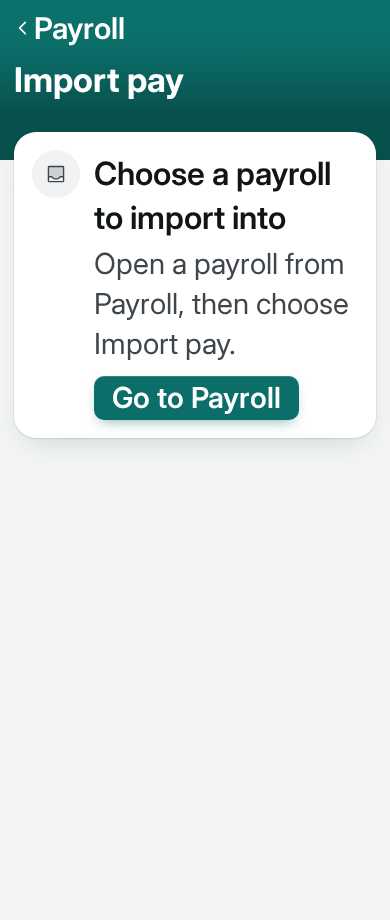 Payroll
Import pay
Choose a payroll
to import into
Open a payroll from
Payroll, then choose
Import pay.
Go to Payroll